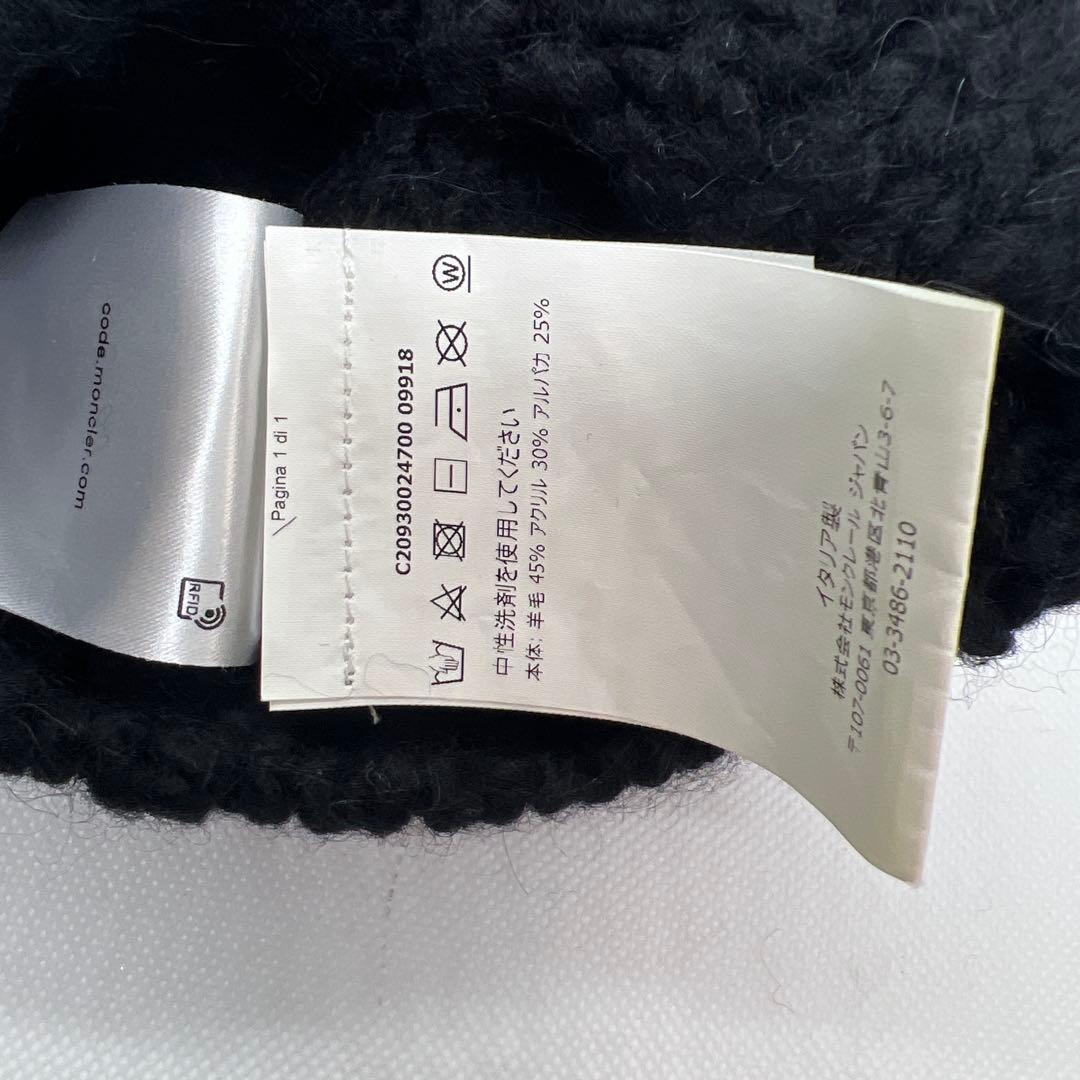 code.moncler.com
RFID
Pagina 1 di 1
C20930024700 09918
W
中性洗剤を使用してください
本体: 羊毛 45% アクリル 30% アルパカ 25%
イタリア製
株式会社モンクレール ジャパン
〒107-0061 東京都港区北青山3-6-7
03-3486-2110